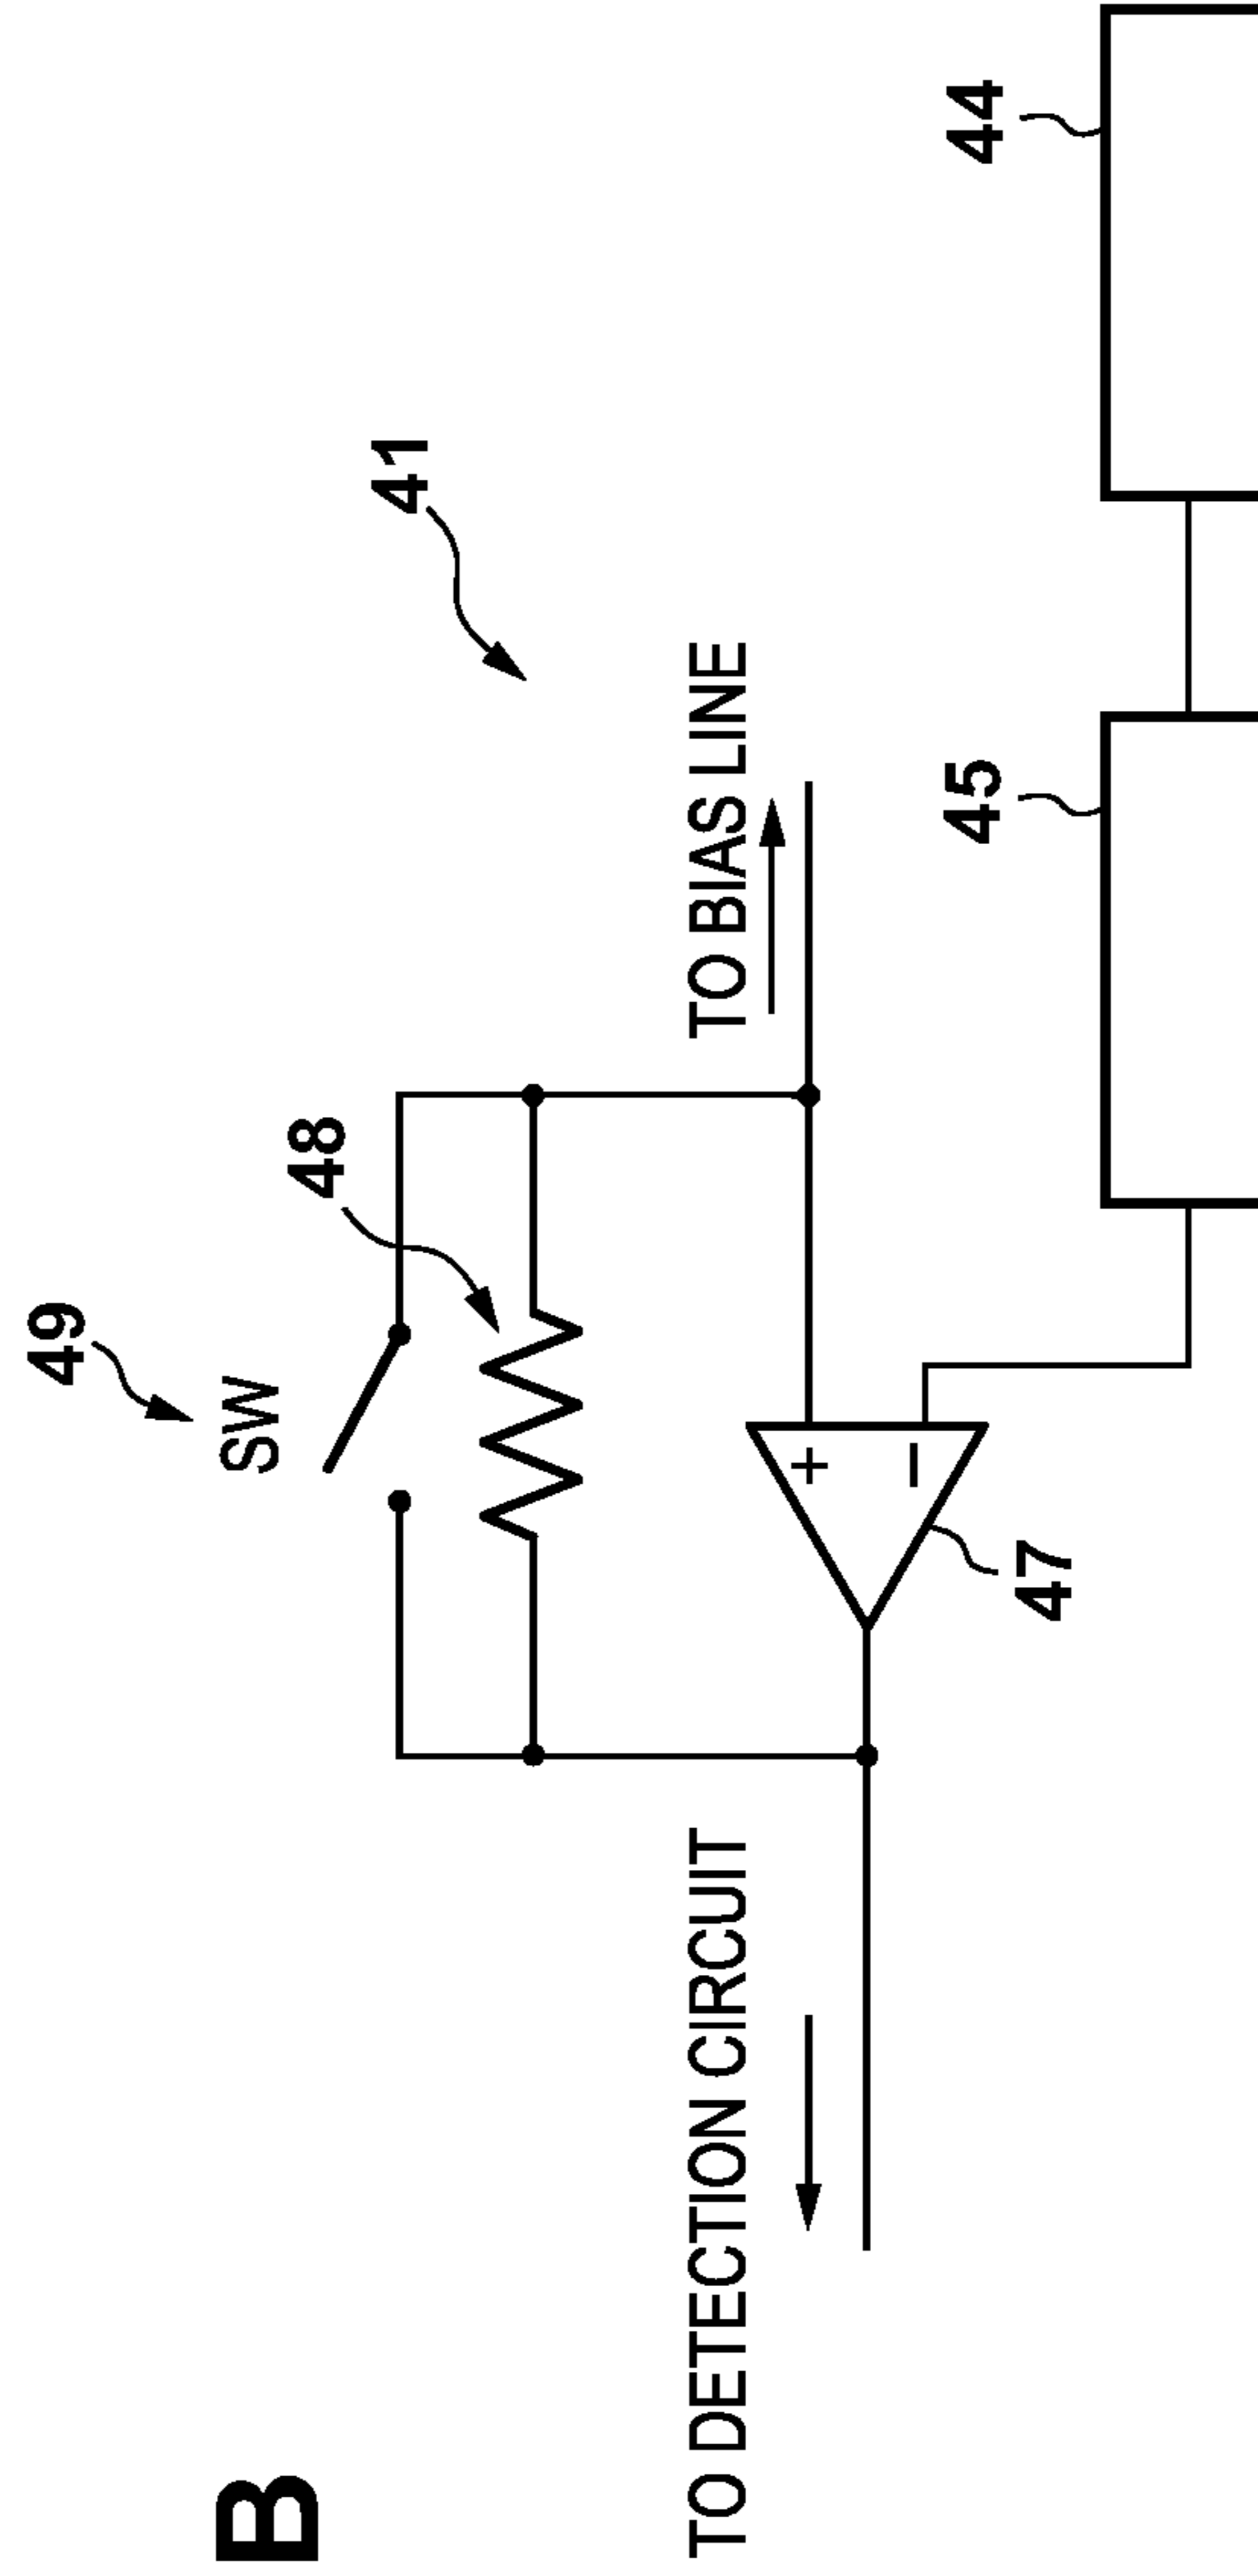 B
49
SW
48
41
TO DETECTION CIRCUIT
TO BIAS LINE
+
−
47
45
44